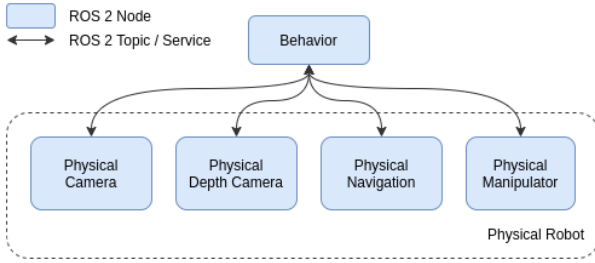 ROS 2 Node
ROS 2 Topic / Service
Behavior
Physical
Camera
Physical
Depth Camera
Physical
Navigation
Physical
Manipulator
Physical Robot